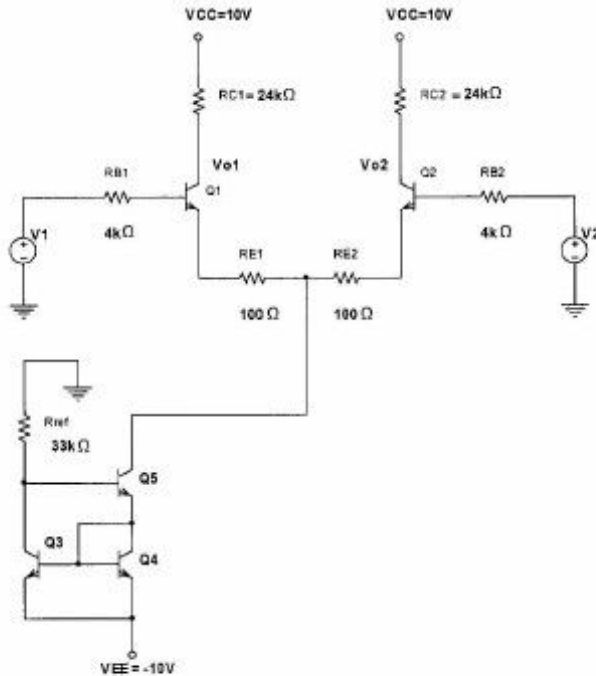 VCC=10V
VCC=10V
RC1= 24kΩ
RC2 = 24kΩ
Vo1
Vo2
RB1
Q1
Q2
RB2
V1
4kΩ
4kΩ
V2
RE1
RE2
100 Ω
100 Ω
Rref
33kΩ
Q5
Q3
Q4
VEE = -10V